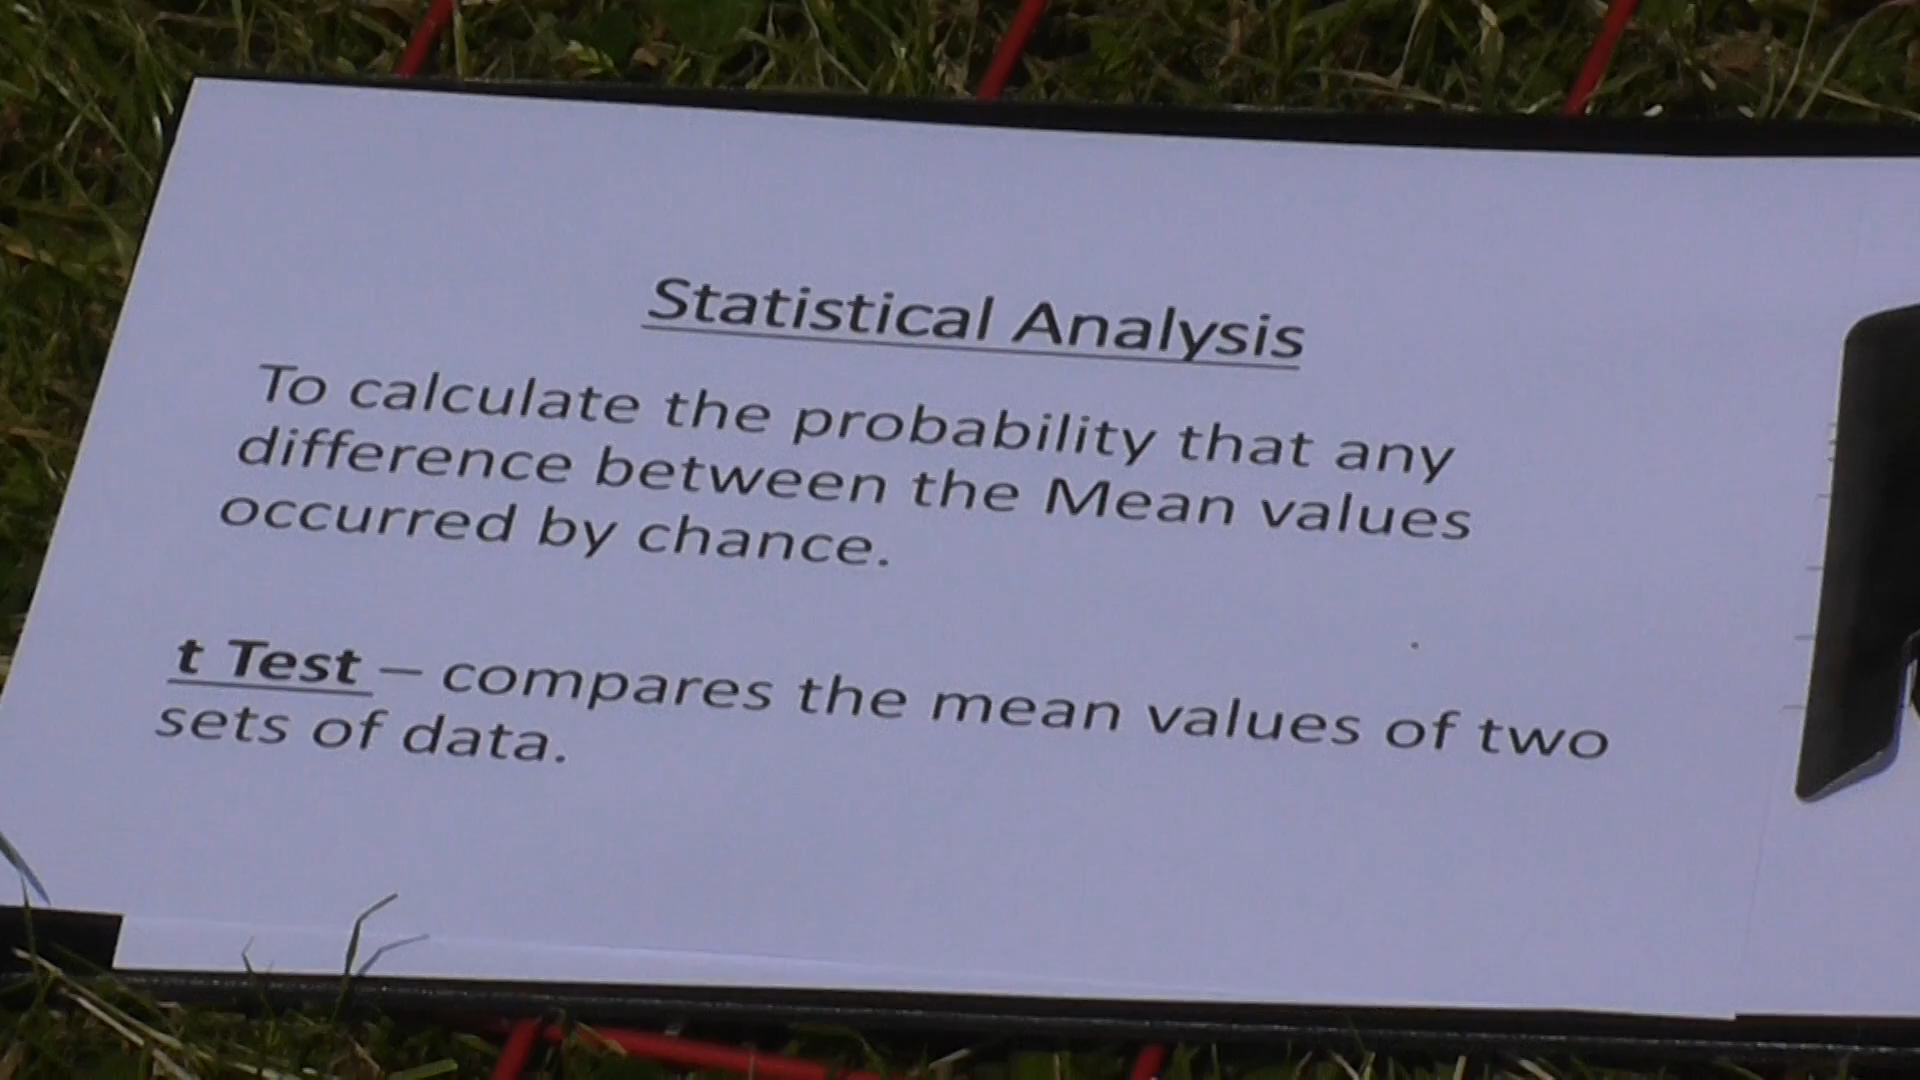 Statistical Analysis
To calculate the probability that any
difference between the Mean values
occurred by chance.
t Test – compares the mean values of two
sets of data.